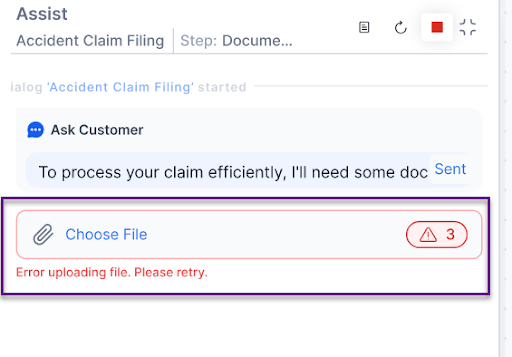 Assist
Accident Claim Filing Step: Docume...
ialog 'Accident Claim Filing' started
Ask Customer
To process your claim efficiently, I'll need some doc Sent
Choose File 3
Error uploading file. Please retry.